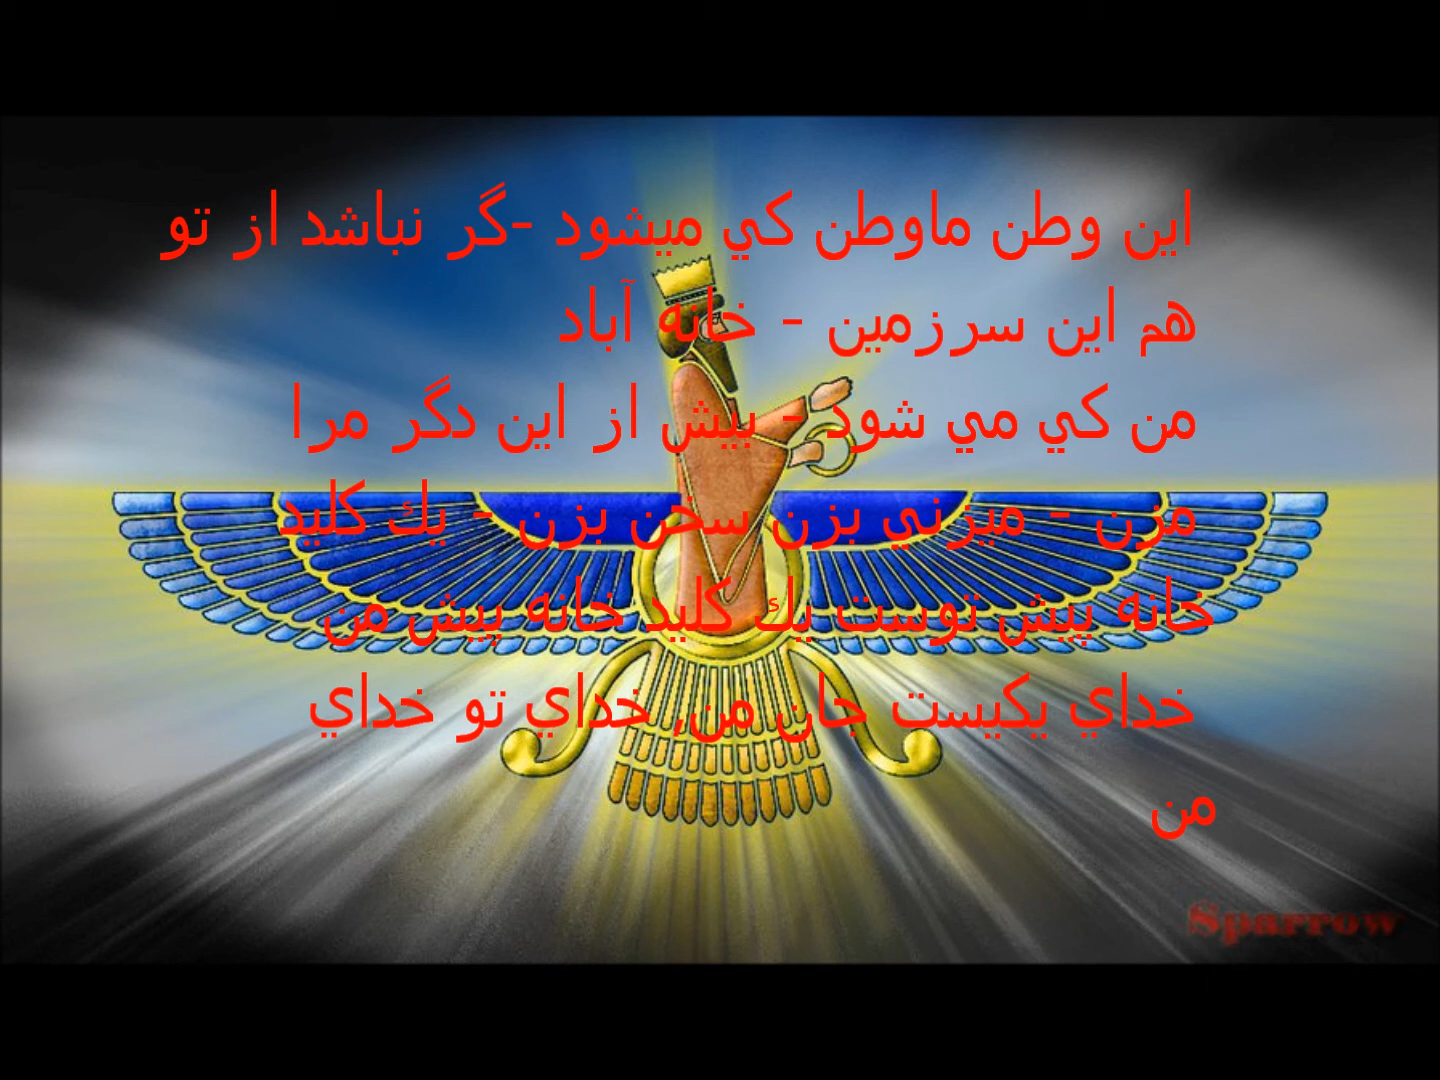 اين وطن ماوطن كي ميشود -گر نباشد از تو
هم اين سرزمين - خانه آباد
من كي مي شود - بيش از اين دگر مرا
مزن - ميزني بزن سخن بزن - يك كليد
خانه پيش توست يك كليد خانه پيش من
خداي يكيست جان من, خداي تو خداي
من
Sparrow